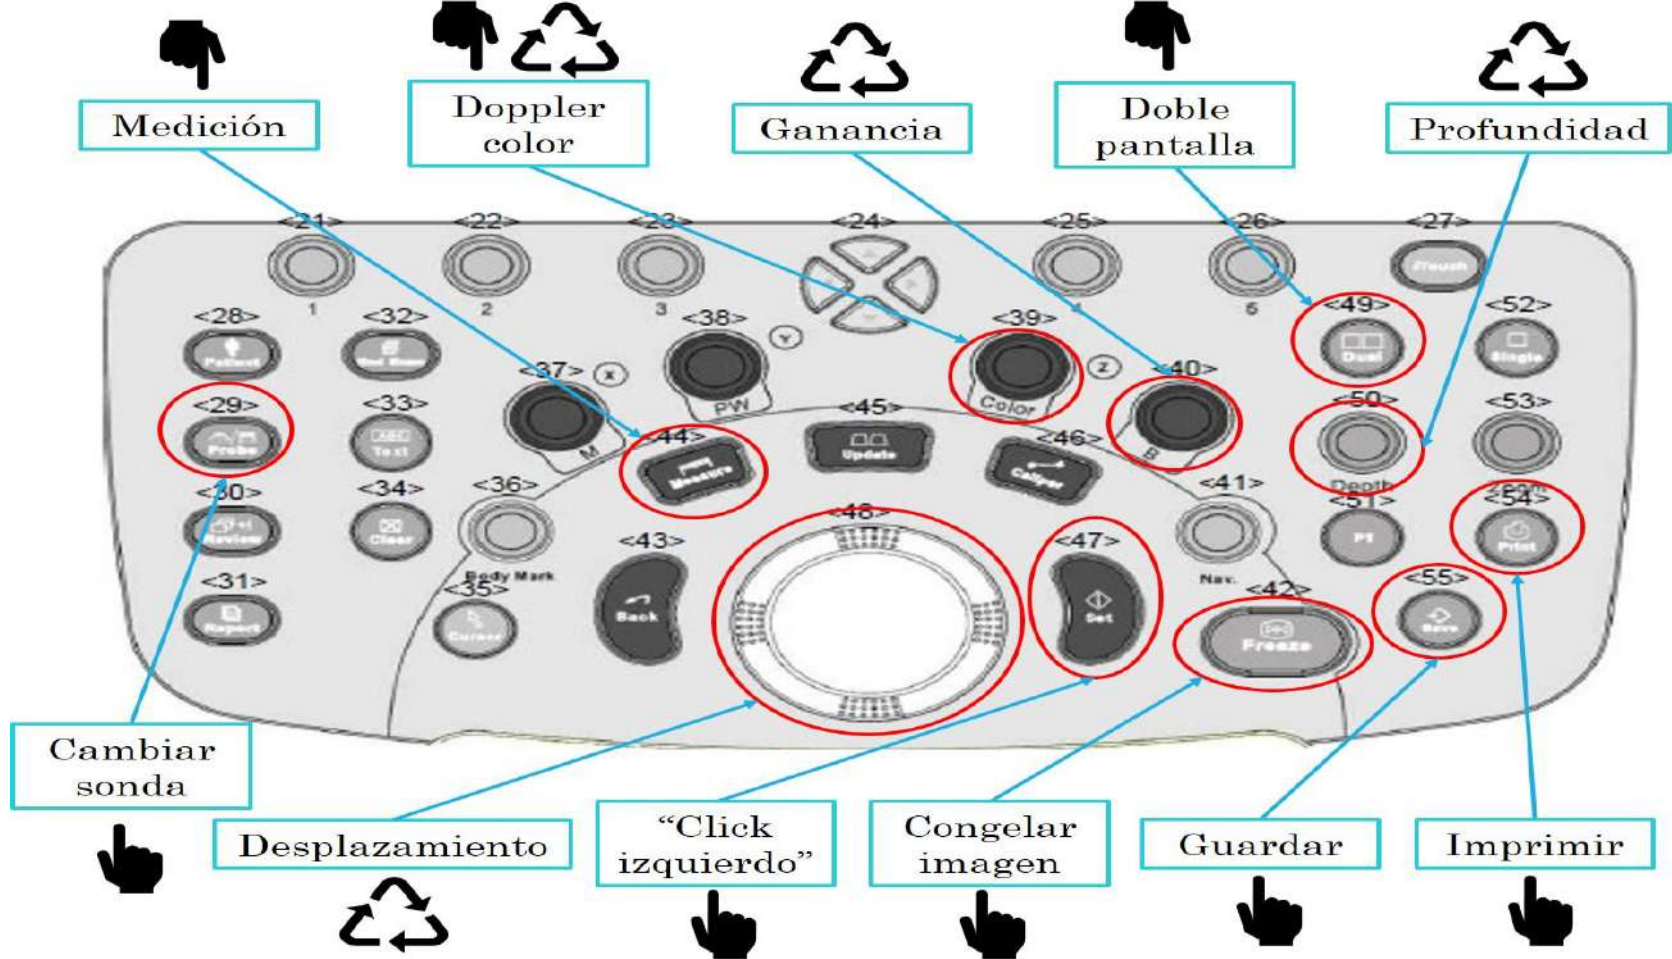 Medición
Doppler
color
Ganancia
Doble
pantalla
Profundidad
<21>
<22>
<23>
<24>
<25>
<26>
<27>
1
2
3
4
5
iTouch
<28>
<32>
<38>
<39>
<49>
<52>
Patient
Y
Dual
Single
<37>
X
Z
<40>
PW
Color
<29>
<33>
<45>
<50>
<53>
Probe
ABC
Text
M
<44>
Update
<46>
B
Measure
Caliper
Depth
Zoom
<30>
<34>
<36>
<48>
<41>
<51>
<54>
Review
Clear
P1
Print
<43>
<47>
Body Mark
Nav.
<31>
<35>
<42>
<55>
Report
Cursor
Back
Set
Freeze
Save
Cambiar
sonda
Desplazamiento
“Click
izquierdo”
Congelar
imagen
Guardar
Imprimir